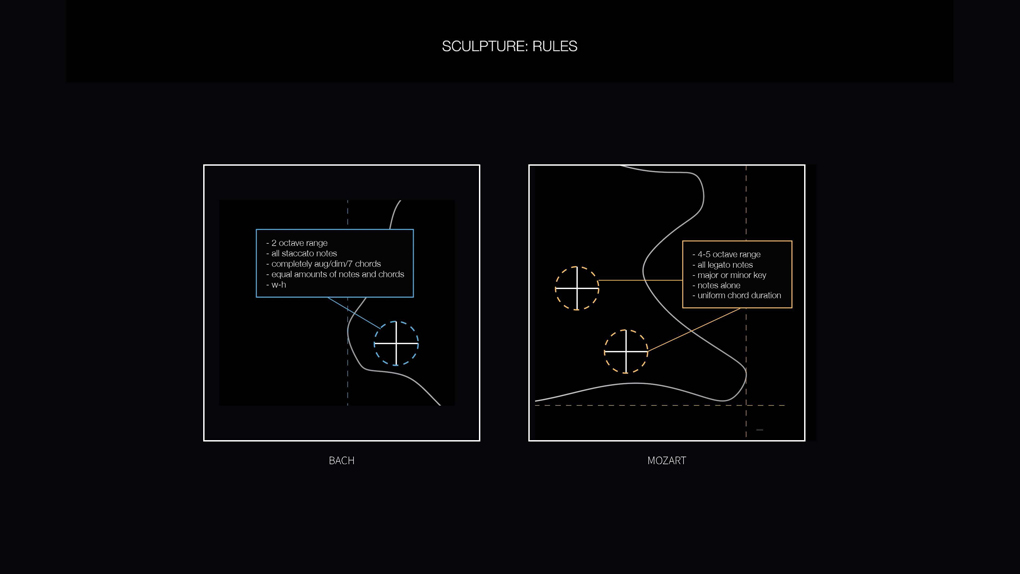 SCULPTURE: RULES
- 2 octave range
- all staccato notes
- completely aug/dim/7 chords
- equal amounts of notes and chords
- w-h
- 4-5 octave range
- all legato notes
- major or minor key
- notes alone
- uniform chord duration
BACH
MOZART